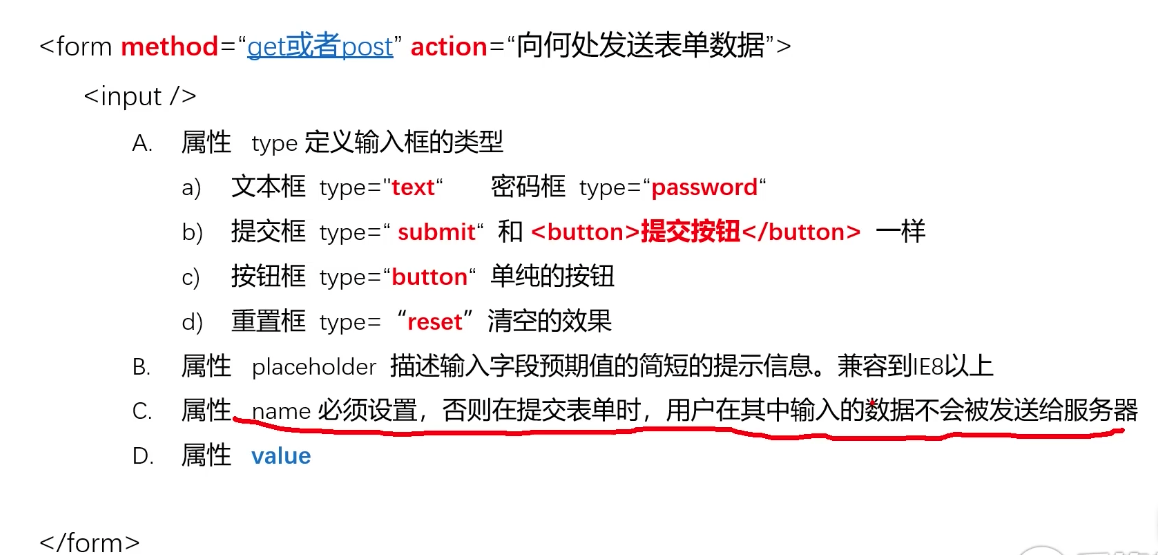 <form method=“get或者post” action=“向何处发送表单数据”>
<input />
A. 属性 type 定义输入框的类型
a) 文本框 type="text“ 密码框 type=“password“
b) 提交框 type=“ submit“ 和 <button>提交按钮</button> 一样
c) 按钮框 type=“button“ 单纯的按钮
d) 重置框 type= “reset” 清空的效果
B. 属性 placeholder 描述输入字段预期值的简短的提示信息。兼容到IE8以上
C. 属性 name 必须设置，否则在提交表单时，用户在其中输入的数据不会被发送给服务器
D. 属性 value
</form>